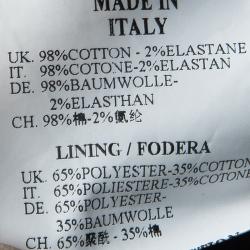 MADE IN
ITALY
UK. 98%COTTON - 2%ELASTANE
IT. 98%COTONE-2%ELASTAN
DE. 98%BAUMWOLLE-
2%ELASTHAN
CH. 98%棉-2%氨纶
LINING / FODERA
UK. 65%POLYESTER-35%COTTON
IT. 65%POLIESTERE-35%COTONE
DE. 65%POLYESTER-
35%BAUMWOLLE
CH. 65%聚酯 - 35%棉